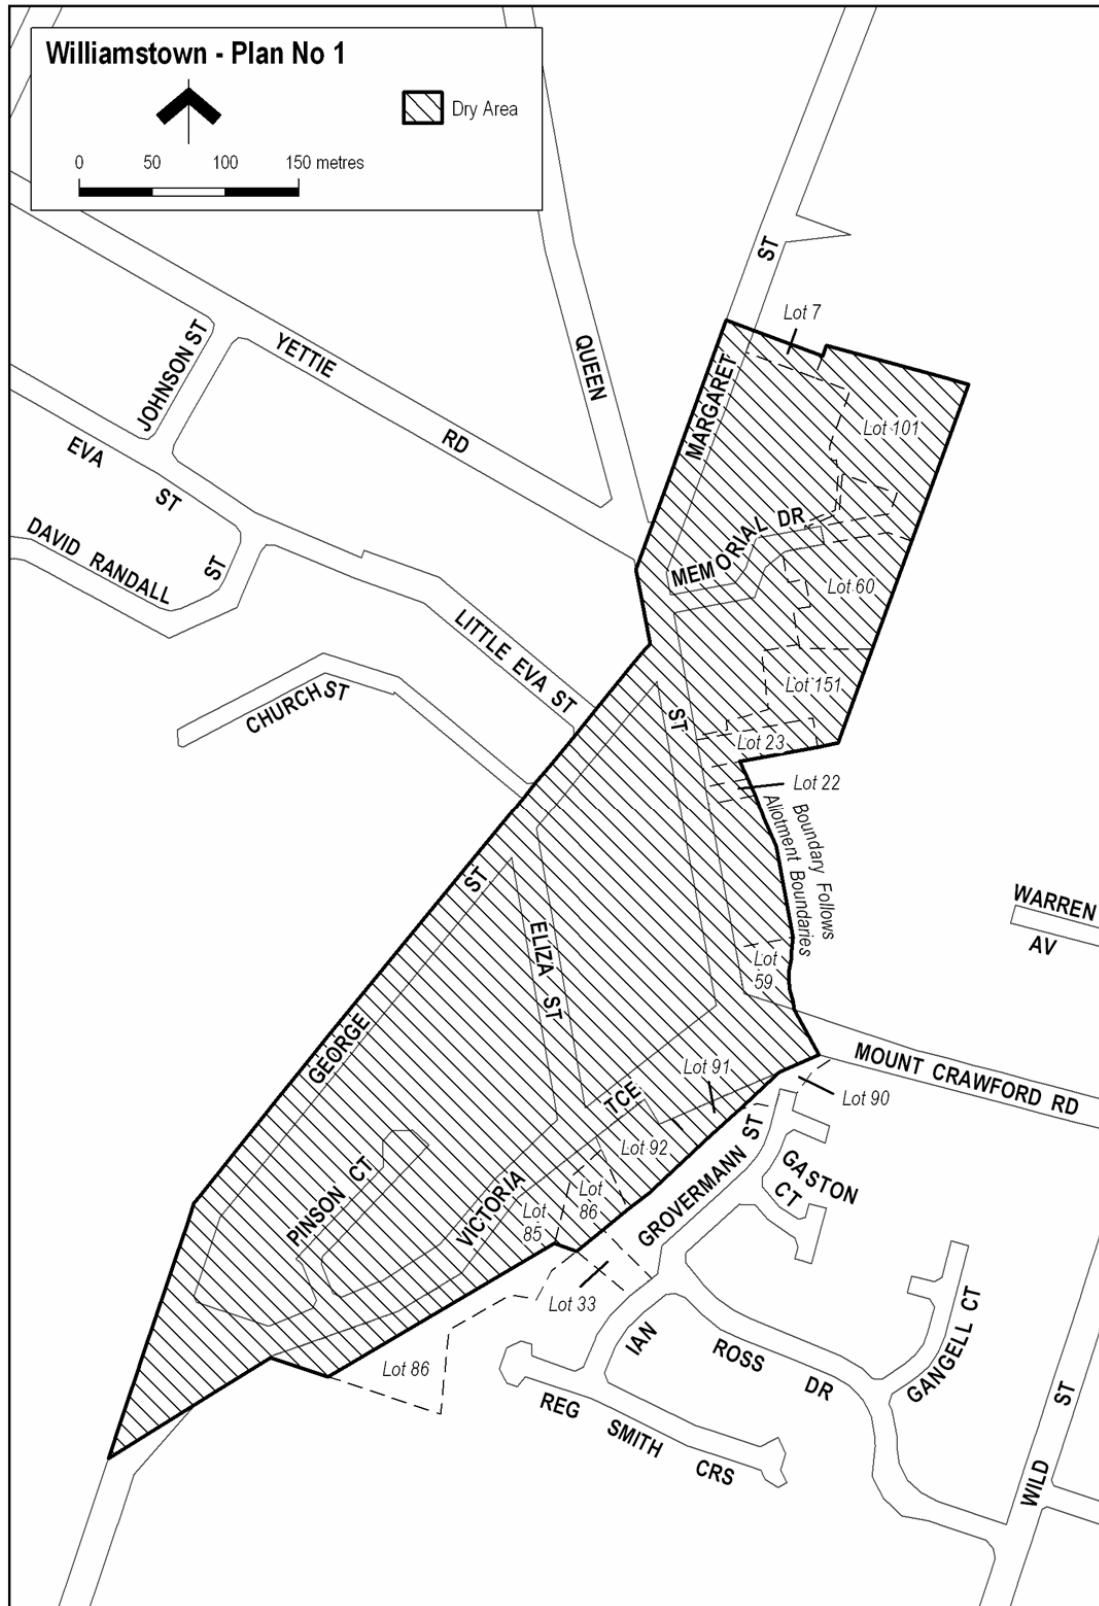 Williamstown - Plan No 1
Dry Area
0 50 100 150 metres
ST
Lot 7
JOHNSON ST
YETTIE
RD
QUEEN
MARGARET
Lot 101
EVA
ST
DAVID RANDALL
ST
MEMORIAL DR
Lot 60
LITTLE EVA ST
CHURCH ST
Lot 151
ST
Lot 23
Lot 22
Boundary Follows
Allotment Boundaries
ST
WARREN
AV
ELIZA ST
Lot
59
GEORGE
MOUNT CRAWFORD RD
Lot 91
Lot 90
TCE
Lot 92
GROVERMANN ST
GASTON
CT
PINSON CT
VICTORIA
Lot
85
Lot
86
Lot 33
IAN
ROSS
DR
GANGELL CT
Lot 86
REG
SMITH
CRS
WILD
ST